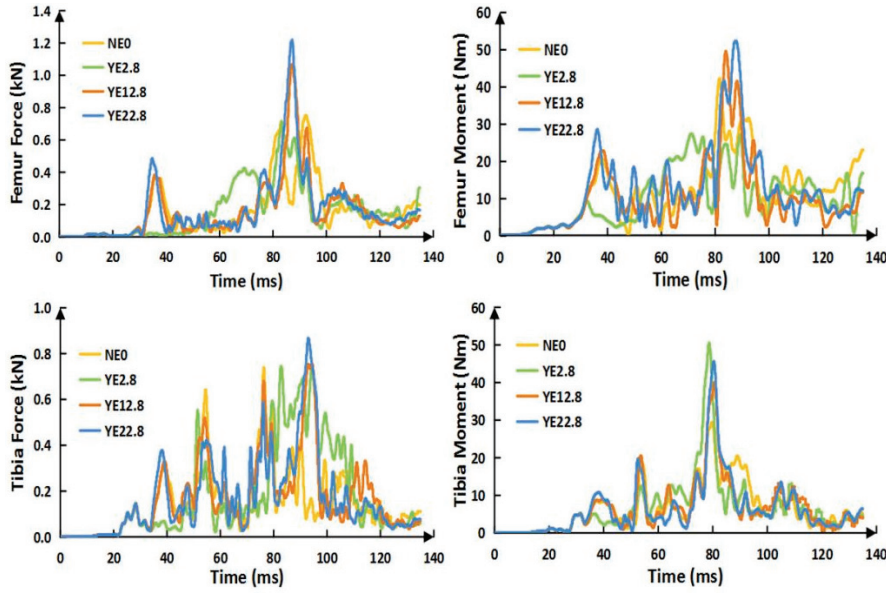 Femur Force (kN)
1.4
1.2
1.0
0.8
0.6
0.4
0.2
0.0
NE0
YE2.8
YE12.8
YE22.8
0 20 40 60 80 100 120 140
Time (ms)
Femur Moment (Nm)
60
50
40
30
20
10
0
NE0
YE2.8
YE12.8
YE22.8
0 20 40 60 80 100 120 140
Time (ms)
Tibia Force (kN)
1.0
0.8
0.6
0.4
0.2
0.0
NE0
YE2.8
YE12.8
YE22.8
0 20 40 60 80 100 120 140
Time (ms)
Tibia Moment (Nm)
60
50
40
30
20
10
0
NE0
YE2.8
YE12.8
YE22.8
0 20 40 60 80 100 120 140
Time (ms)